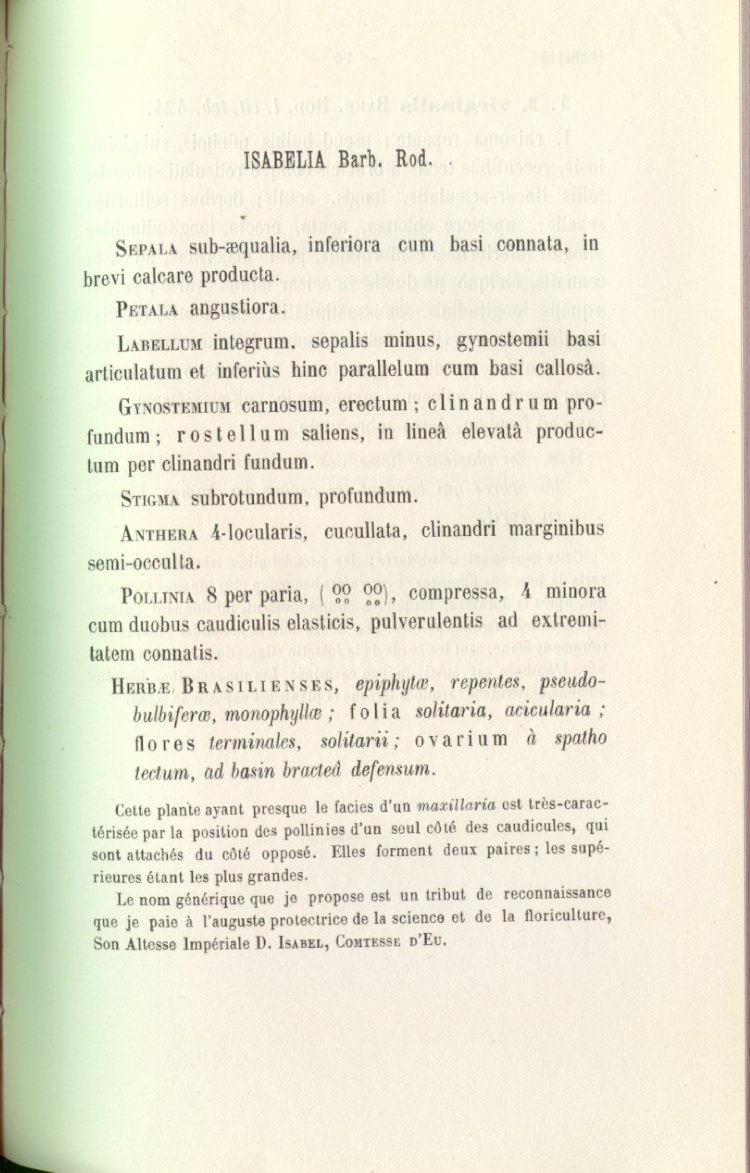 ISABELIA Barb. Rod.
SEPALA sub-æqualia, inferiora cum basi connata, in
brevi calcare producta.
PETALA angustiora.
LABELLUM integrum. sepalis minus, gynostemii basi
articulatum et inferiùs hinc parallelum cum basi callosâ.
GYNOSTEMIUM carnosum, erectum ; clinandrum pro-
fundum ; rostellum saliens, in lineâ elevatâ produc-
tum per clinandri fundum.
STIGMA subrotundum, profundum.
ANTHERA 4-locularis, cucullata, clinandri marginibus
semi-occulta.
POLLINIA 8 per paria, ( OO OO), compressa, 4 minora
oo oo
cum duobus caudiculis elasticis, pulverulentis ad extremi-
tatem connatis.
HERBÆ BRASILIENSES, epiphytæ, repentes, pseudo-
bulbiferæ, monophyllæ ; folia solitaria, acicularia ;
flores terminales, solitarii ; ovarium à spatho
tectum, ad basin bracteâ defensum.
Cette plante ayant presque le facies d'un maxillaria est très-carac-
térisée par la position des pollinies d'un seul côté des caudicules, qui
sont attachés du côté opposé. Elles forment deux paires ; les supé-
rieures étant les plus grandes.
Le nom générique que je propose est un tribut de reconnaissance
que je paie à l'auguste protectrice de la science et de la floriculture,
Son Altesse Impériale D. ISABEL, COMTESSE D'EU.